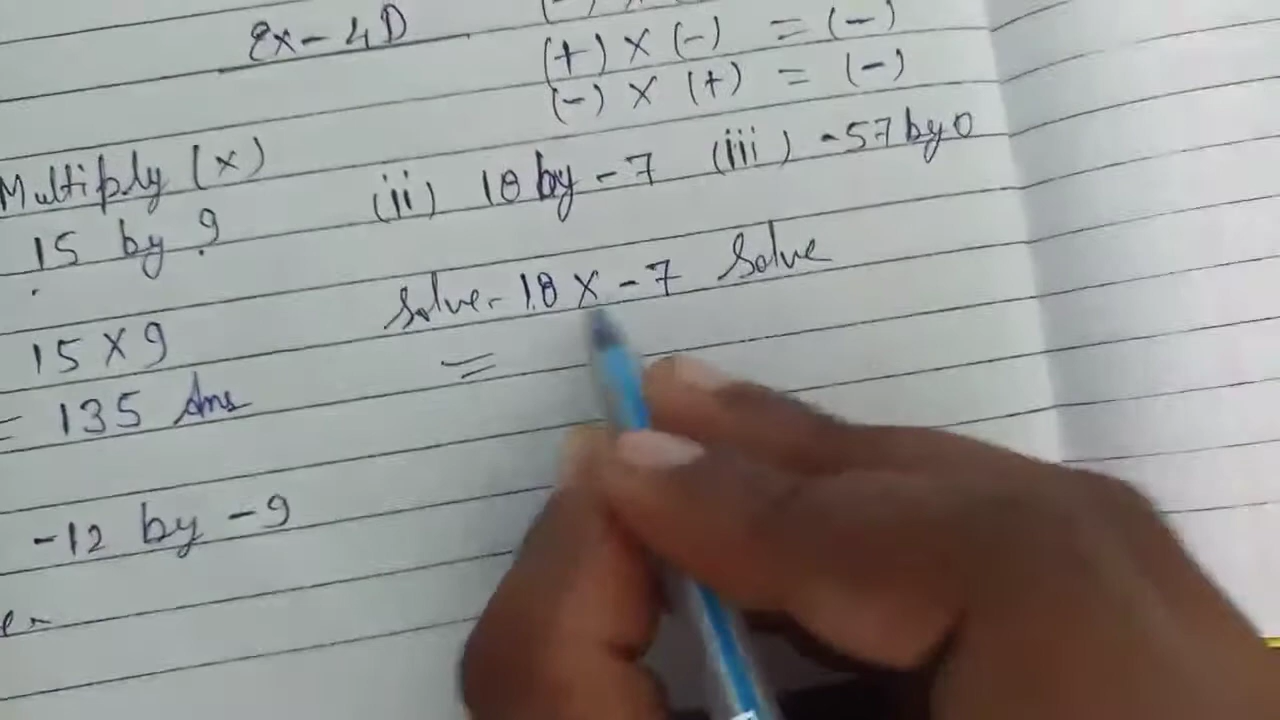 Ex-4D
(+) × (-) = (-)
(-) × (+) = (-)
Multiply (x)
15 by 9
(ii) 18 by -7 (iii) -57 by 0
Solve- 18 × -7 Solve
=
15 × 9
= 135 Ans
-12 by -9